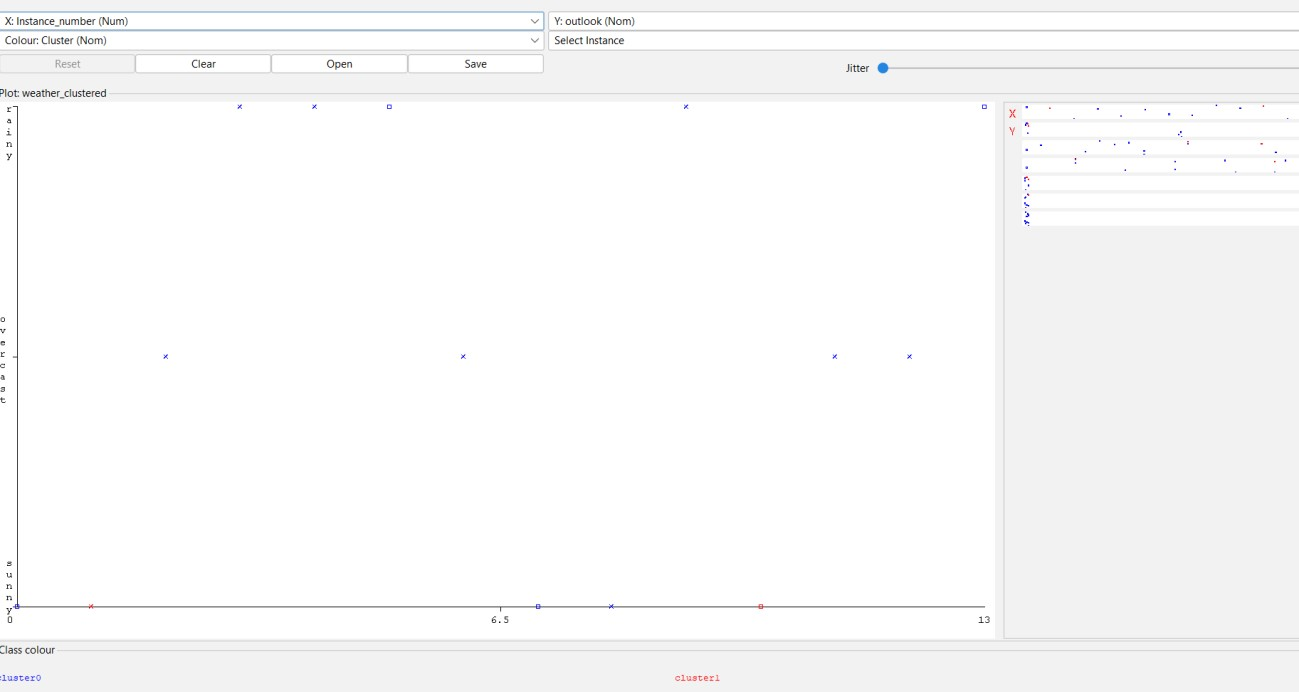 X: Instance_number (Num)
Y: outlook (Nom)
Colour: Cluster (Nom)
Select Instance
Reset
Clear
Open
Save
Jitter
Plot: weather_clustered
rainy
overcast
sunny
X
Y
0
6.5
13
Class colour
cluster0
cluster1